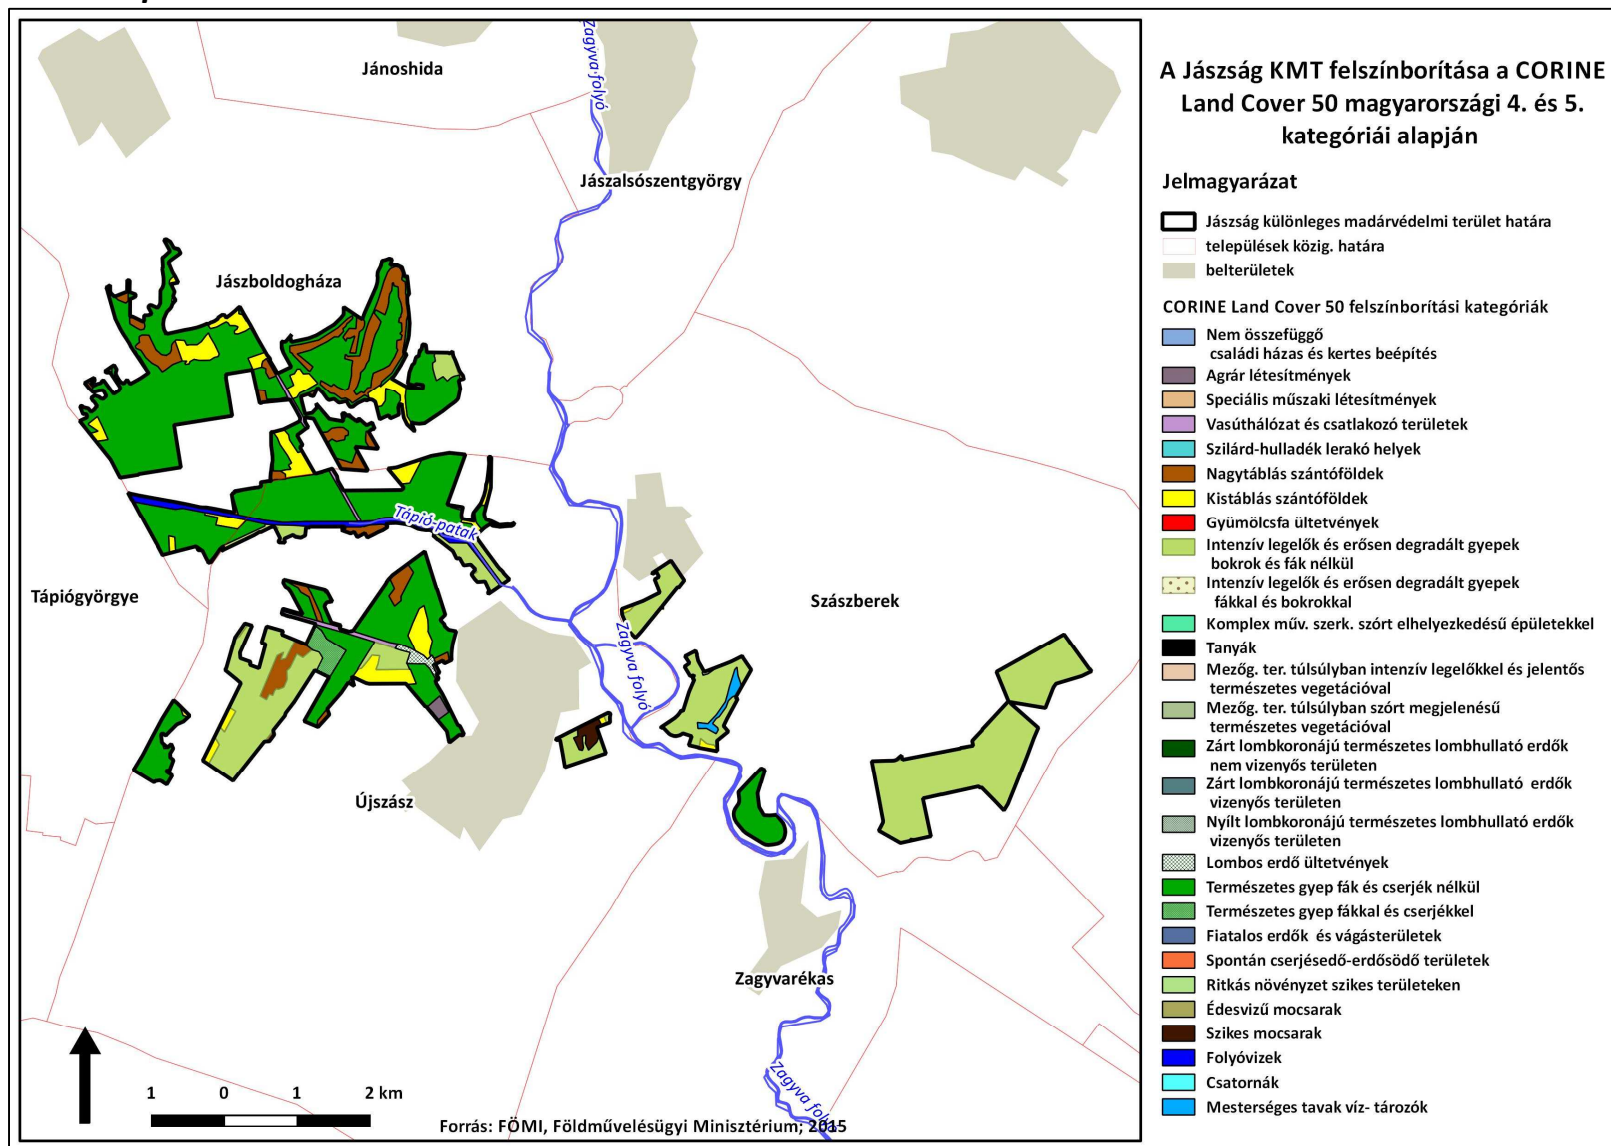 Jánoshida
Zagyva folyó
Jászalsószentgyörgy
Jászboldogháza
Tápió-patak
Tápiógyörgye
Szászberek
Zagyva folyó
Újszász
Zagyvarékas
Zagyva folyó
1 0 1 2 km
Forrás: FÖMI, Földművelésügyi Minisztérium; 2015
A Jászság KMT felszínborítása a CORINE
Land Cover 50 magyarországi 4. és 5.
kategóriái alapján
Jelmagyarázat
Jászság különleges madárvédelmi terület határa
települések közig. határa
belterületek
CORINE Land Cover 50 felszínborítási kategóriák
Nem összefüggő
családi házas és kertes beépítés
Agrár létesítmények
Speciális műszaki létesítmények
Vasúthálózat és csatlakozó területek
Szilárd-hulladék lerakó helyek
Nagytáblás szántóföldek
Kistáblás szántóföldek
Gyümölcsfa ültetvények
Intenzív legelők és erősen degradált gyepek
bokrok és fák nélkül
Intenzív legelők és erősen degradált gyepek
fákkal és bokrokkal
Komplex műv. szerk. szórt elhelyezkedésű épületekkel
Tanyák
Mezőg. ter. túlsúlyban intenzív legelőkkel és jelentős
természetes vegetációval
Mezőg. ter. túlsúlyban szórt megjelenésű
természetes vegetációval
Zárt lombkoronájú természetes lombhullató erdők
nem vizenyős területen
Zárt lombkoronájú természetes lombhullató erdők
vizenyős területen
Nyílt lombkoronájú természetes lombhullató erdők
vizenyős területen
Lombos erdő ültetvények
Természetes gyep fák és cserjék nélkül
Természetes gyep fákkal és cserjékkel
Fiatalos erdők és vágásterületek
Spontán cserjésedő-erdősödő területek
Ritkás növényzet szikes területeken
Édesvizű mocsarak
Szikes mocsarak
Folyóvizek
Csatornák
Mesterséges tavak víz- tározók